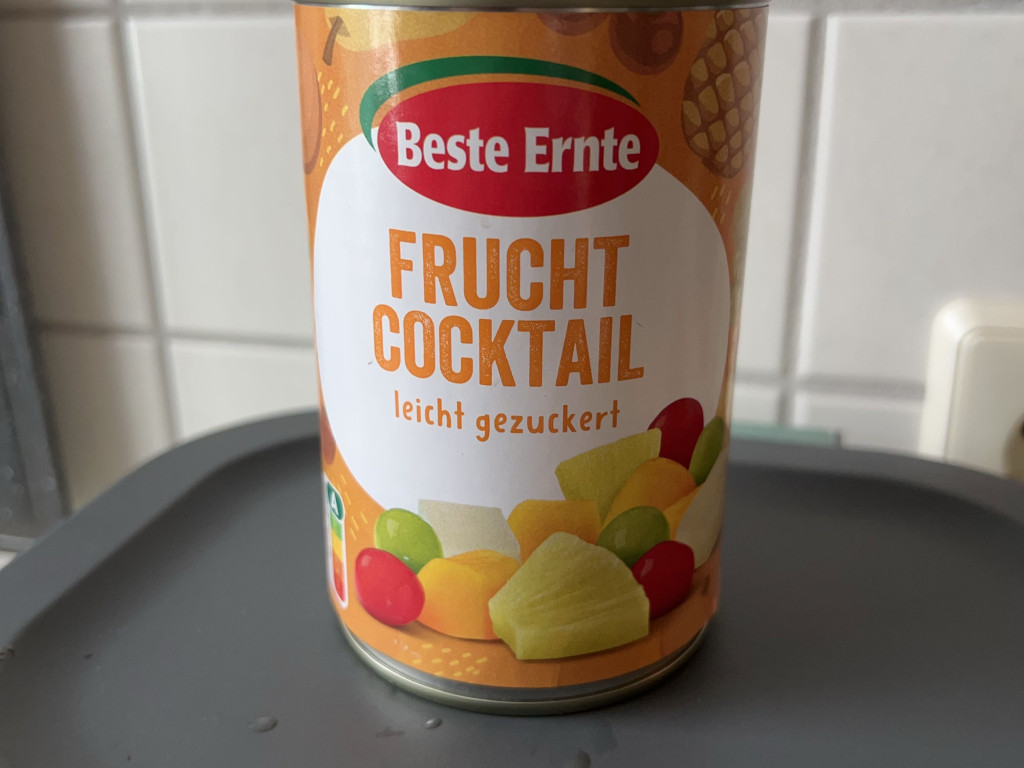 Beste Ernte
FRUCHT
COCKTAIL
leicht gezuckert
A